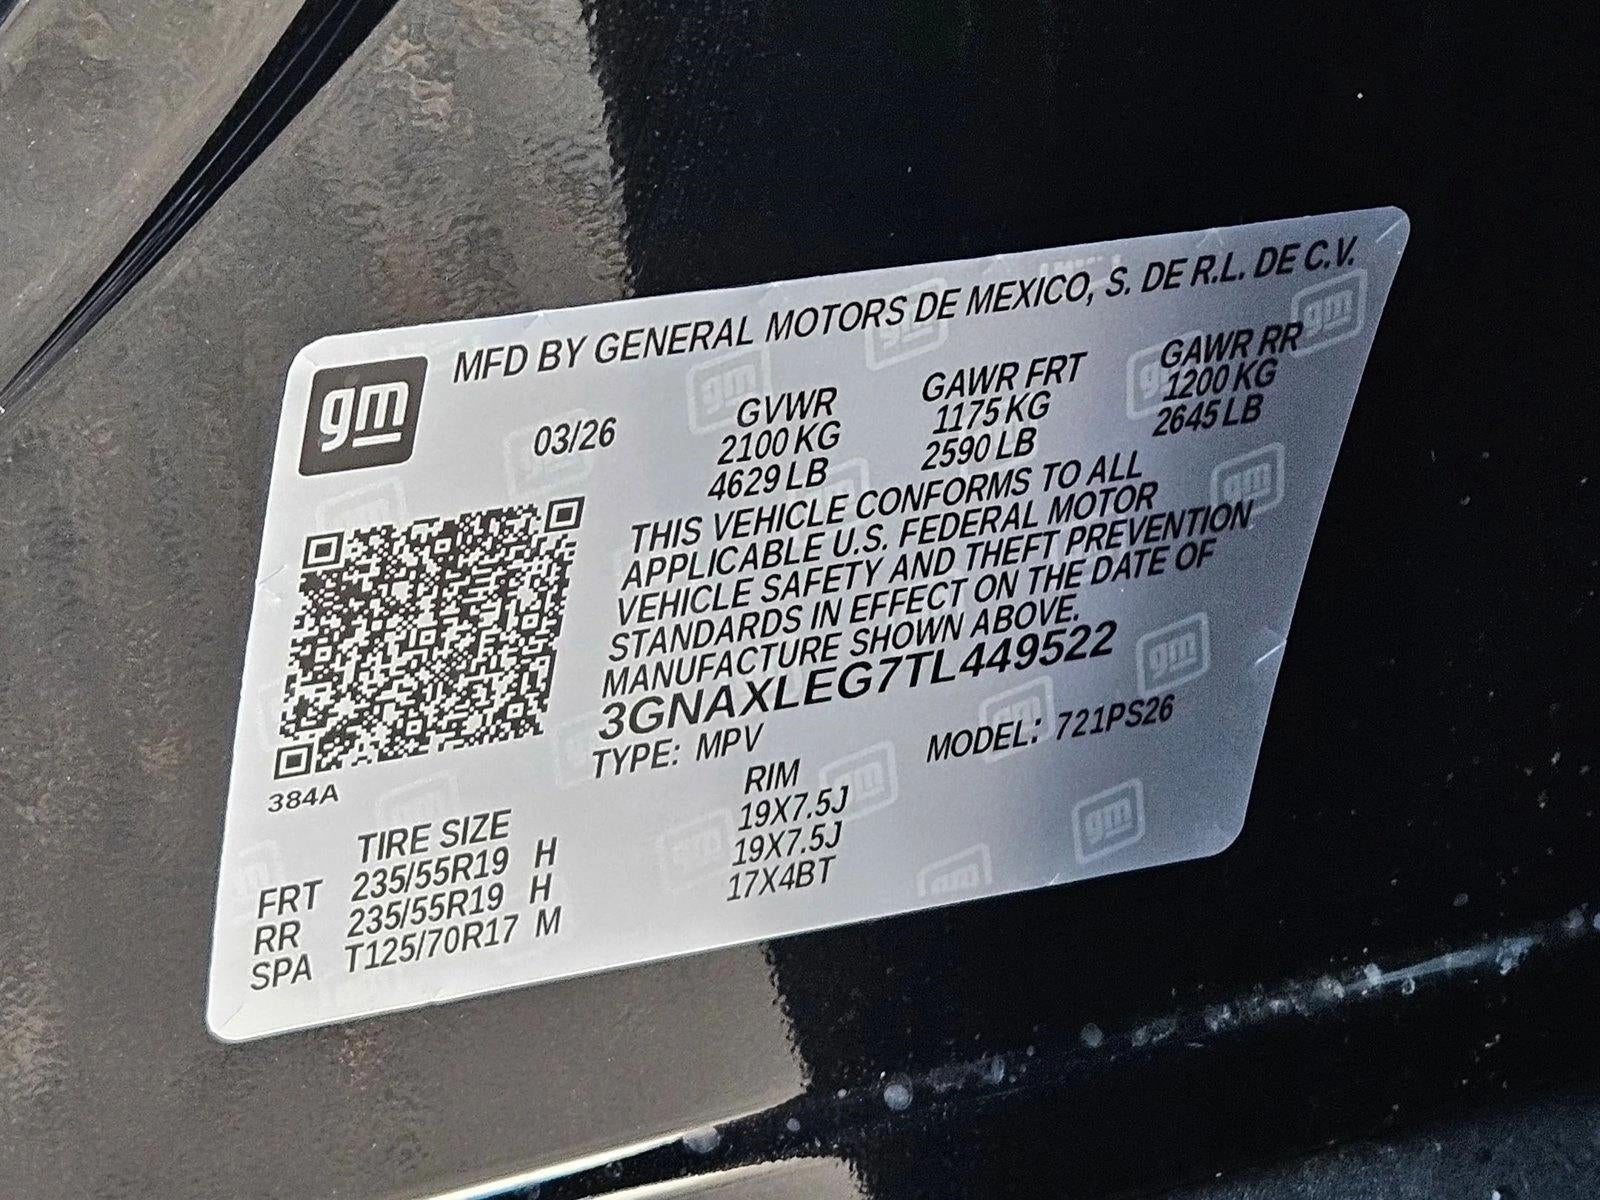 MFD BY GENERAL MOTORS DE MEXICO, S. DE R.L. DE C.V.
gm
03/26
GVWR
2100 KG
4629 LB
GAWR FRT
1175 KG
2590 LB
GAWR RR
1200 KG
2645 LB
THIS VEHICLE CONFORMS TO ALL
APPLICABLE U.S. FEDERAL MOTOR
VEHICLE SAFETY AND THEFT PREVENTION
STANDARDS IN EFFECT ON THE DATE OF
MANUFACTURE SHOWN ABOVE.
3GNAXLEG7TL449522
TYPE: MPV MODEL: 721PS26
384A
TIRE SIZE RIM
FRT 235/55R19 H 19X7.5J
RR 235/55R19 H 19X7.5J
SPA T125/70R17 M 17X4BT